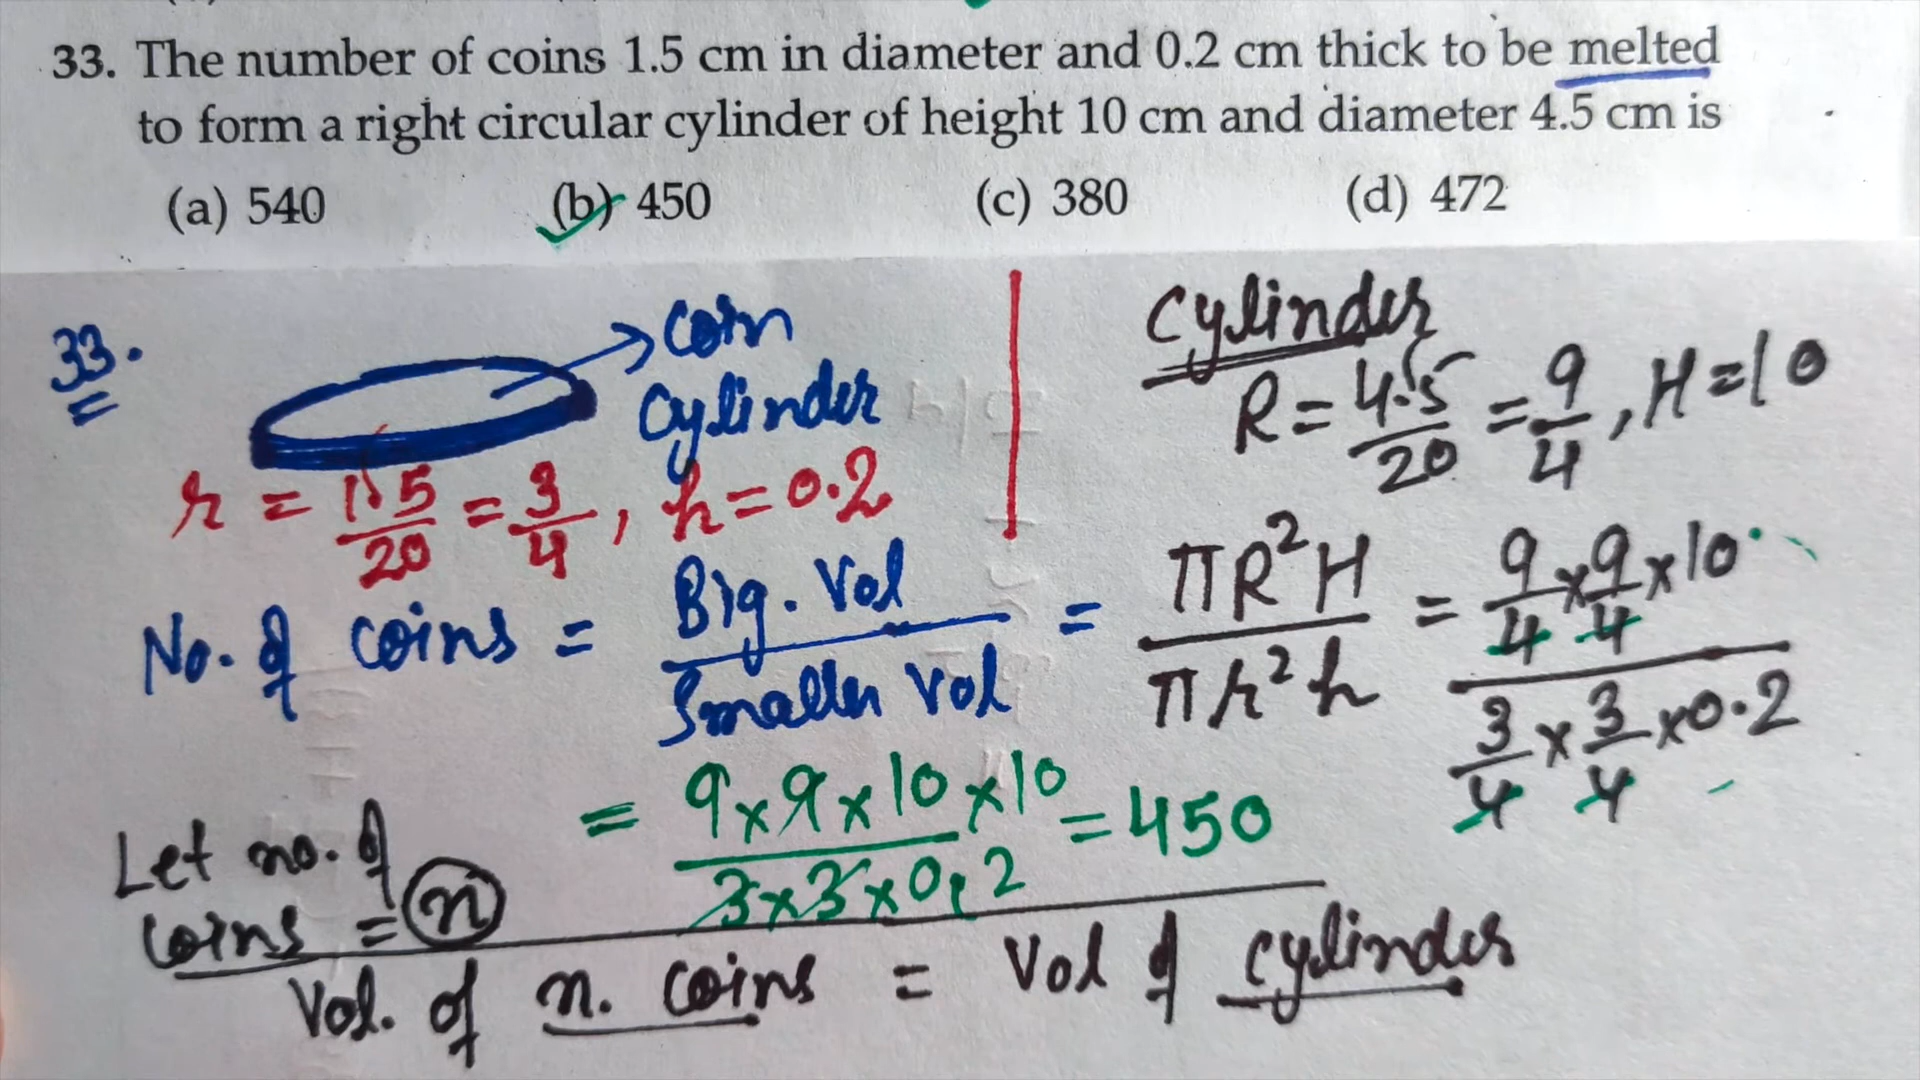 33. The number of coins 1.5 cm in diameter and 0.2 cm thick to be melted
to form a right circular cylinder of height 10 cm and diameter 4.5 cm is
(a) 540 (b) 450 (c) 380 (d) 472
33.
coin
cylinder
r = 1.5/20 = 3/4, h = 0.2
Cylinder
R = 4.5/20 = 9/4, H = 10
No. of coins = Big. Vol/Smaller Vol = πR²H/πr²h = (9/4 × 9/4 × 10)/(3/4 × 3/4 × 0.2)
= (9×9×10×10)/(3×3×0.2) = 450
Let no. of
coins = n
Vol. of n. coins = Vol of cylinder